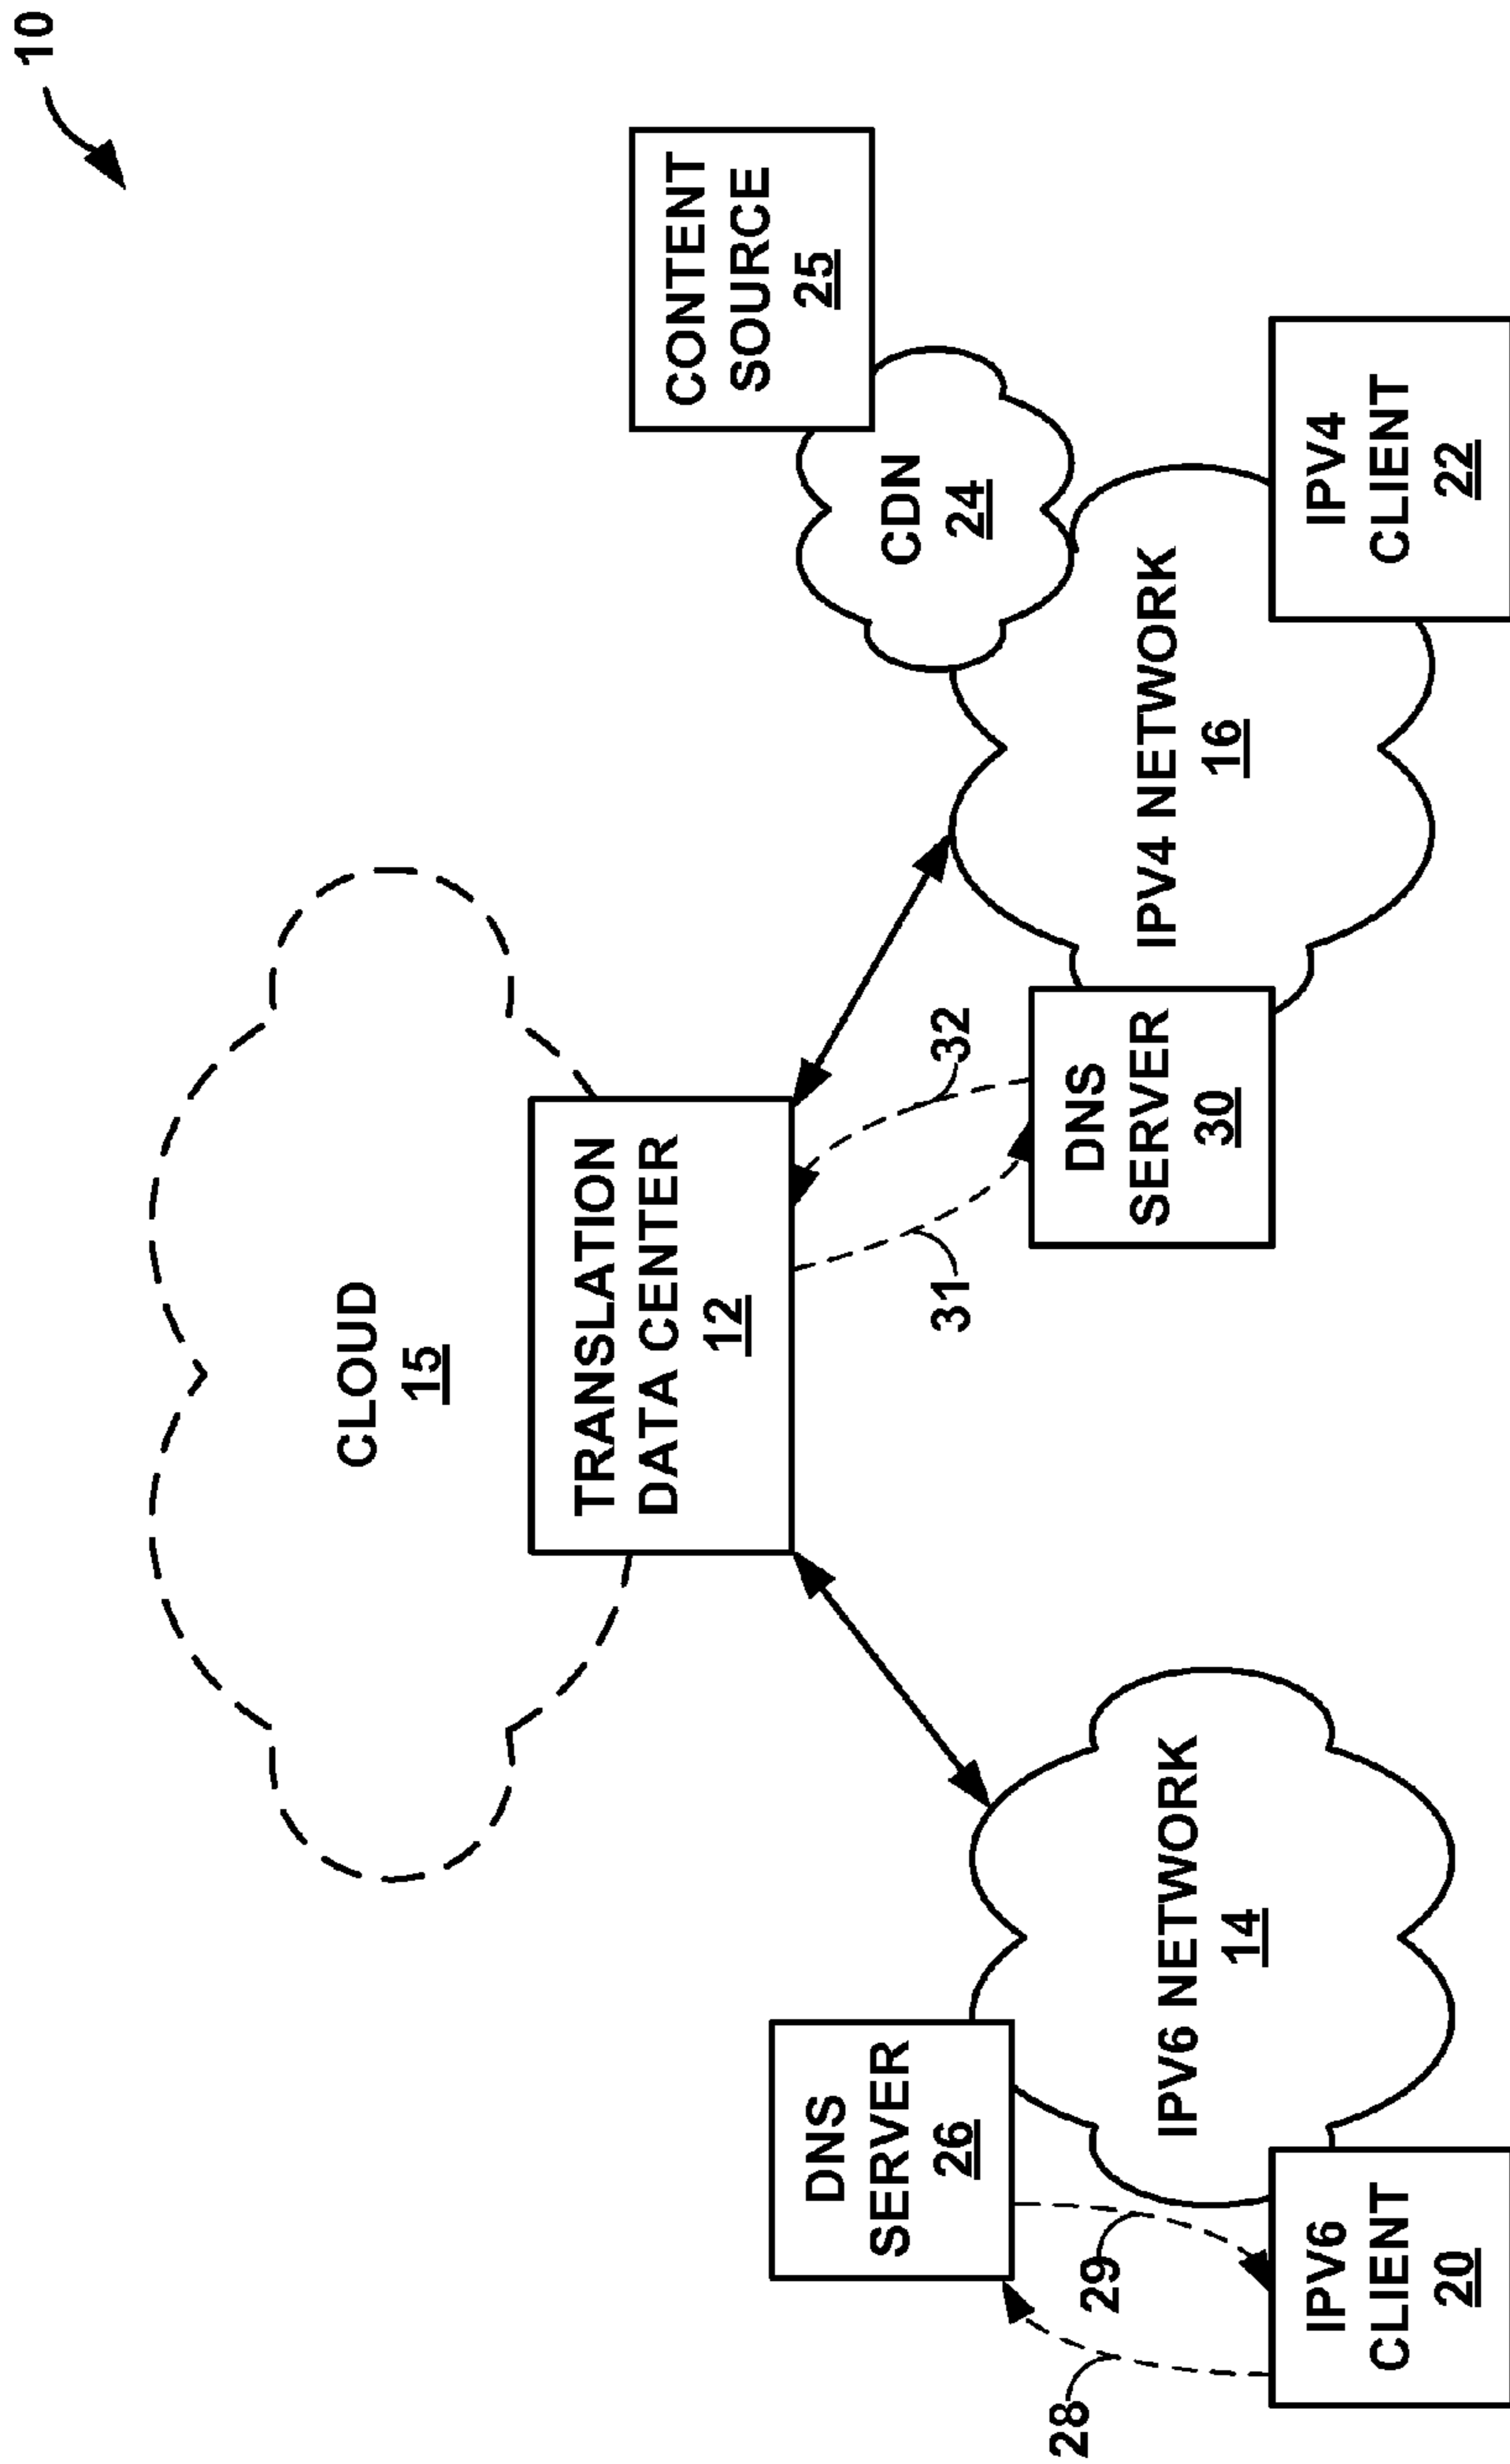 10
CLOUD
15
TRANSLATION
DATA CENTER
12
CONTENT
SOURCE
25
CDN
24
DNS
SERVER
26
28
29
IPV6 NETWORK
14
IPV6
CLIENT
20
31
32
DNS
SERVER
30
IPV4 NETWORK
16
IPV4
CLIENT
22